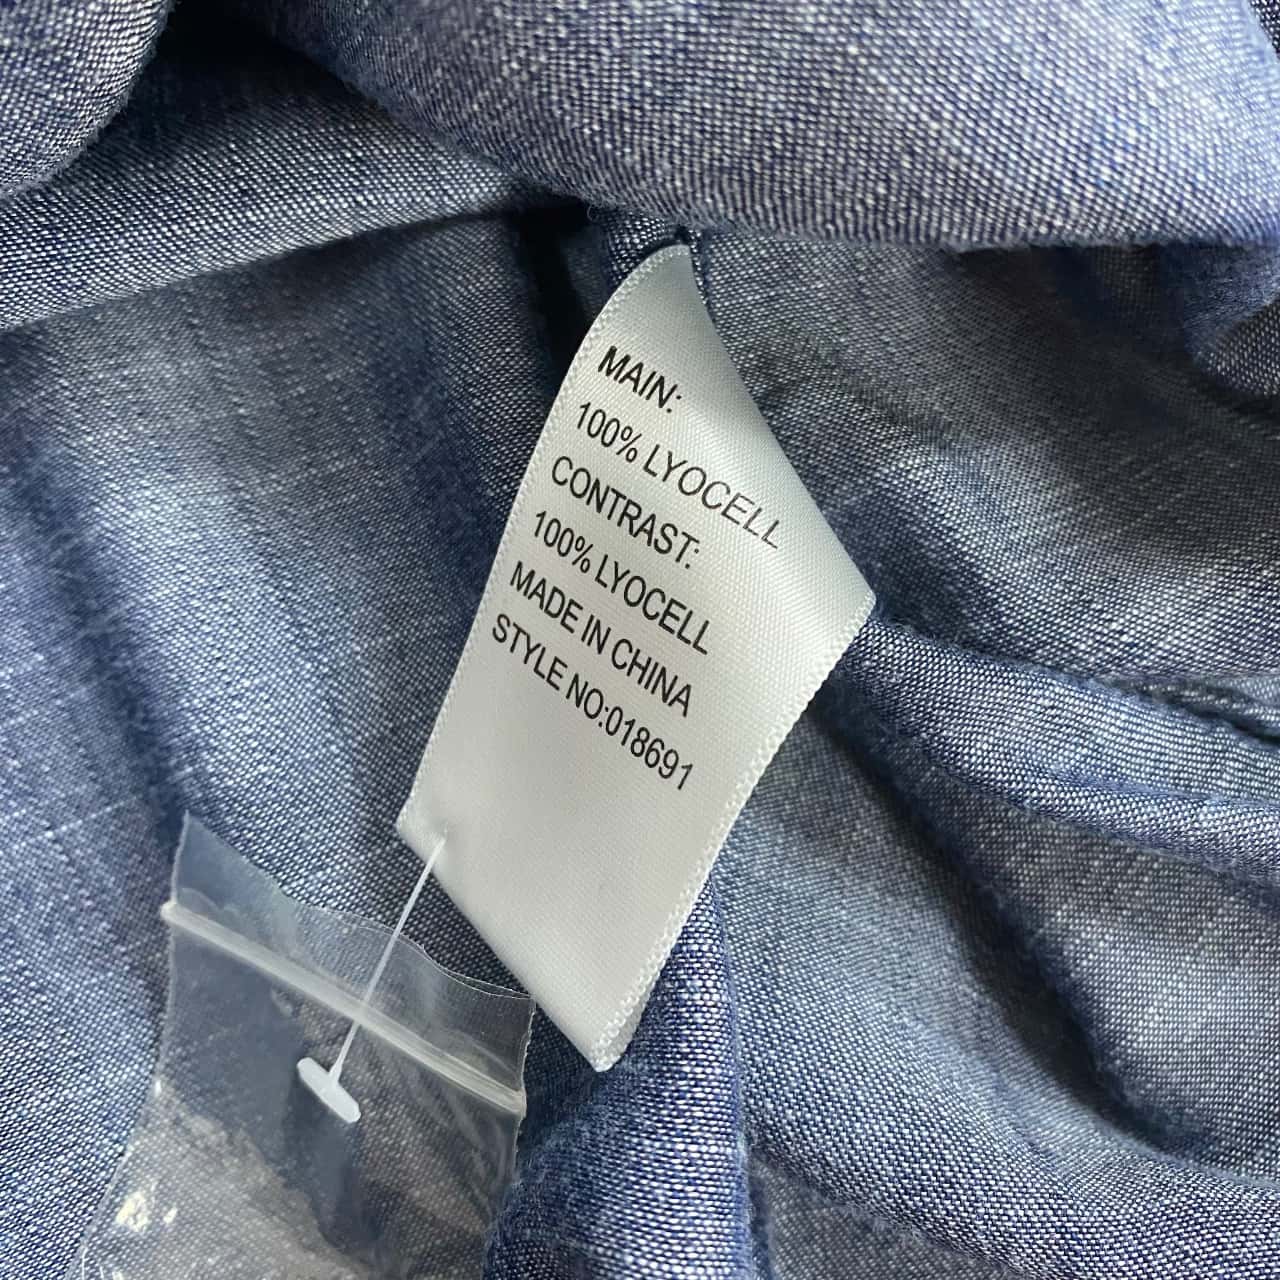 MAIN:
100% LYOCELL
CONTRAST:
100% LYOCELL
MADE IN CHINA
STYLE NO:018691